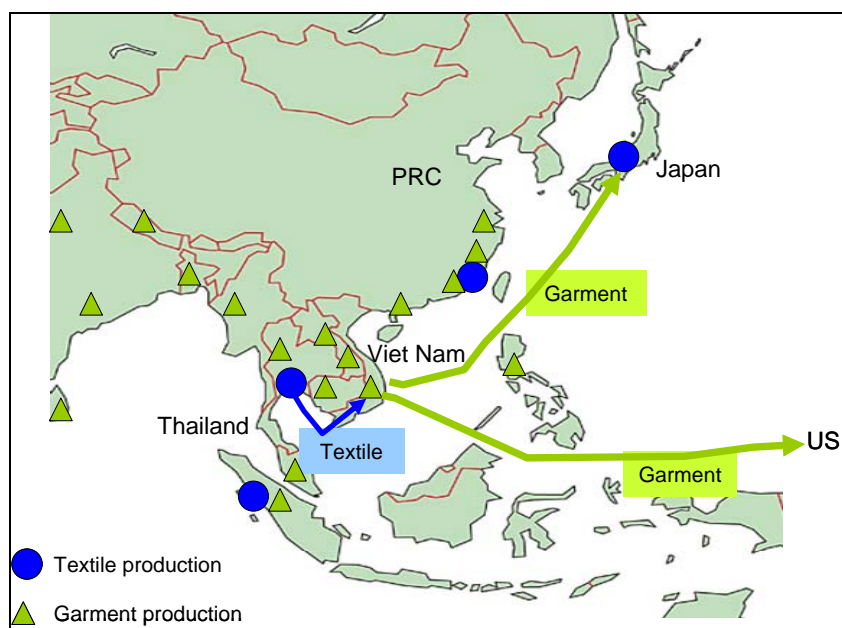 PRC
Japan
Garment
Viet Nam
Thailand
Textile
US
Garment
Textile production
Garment production